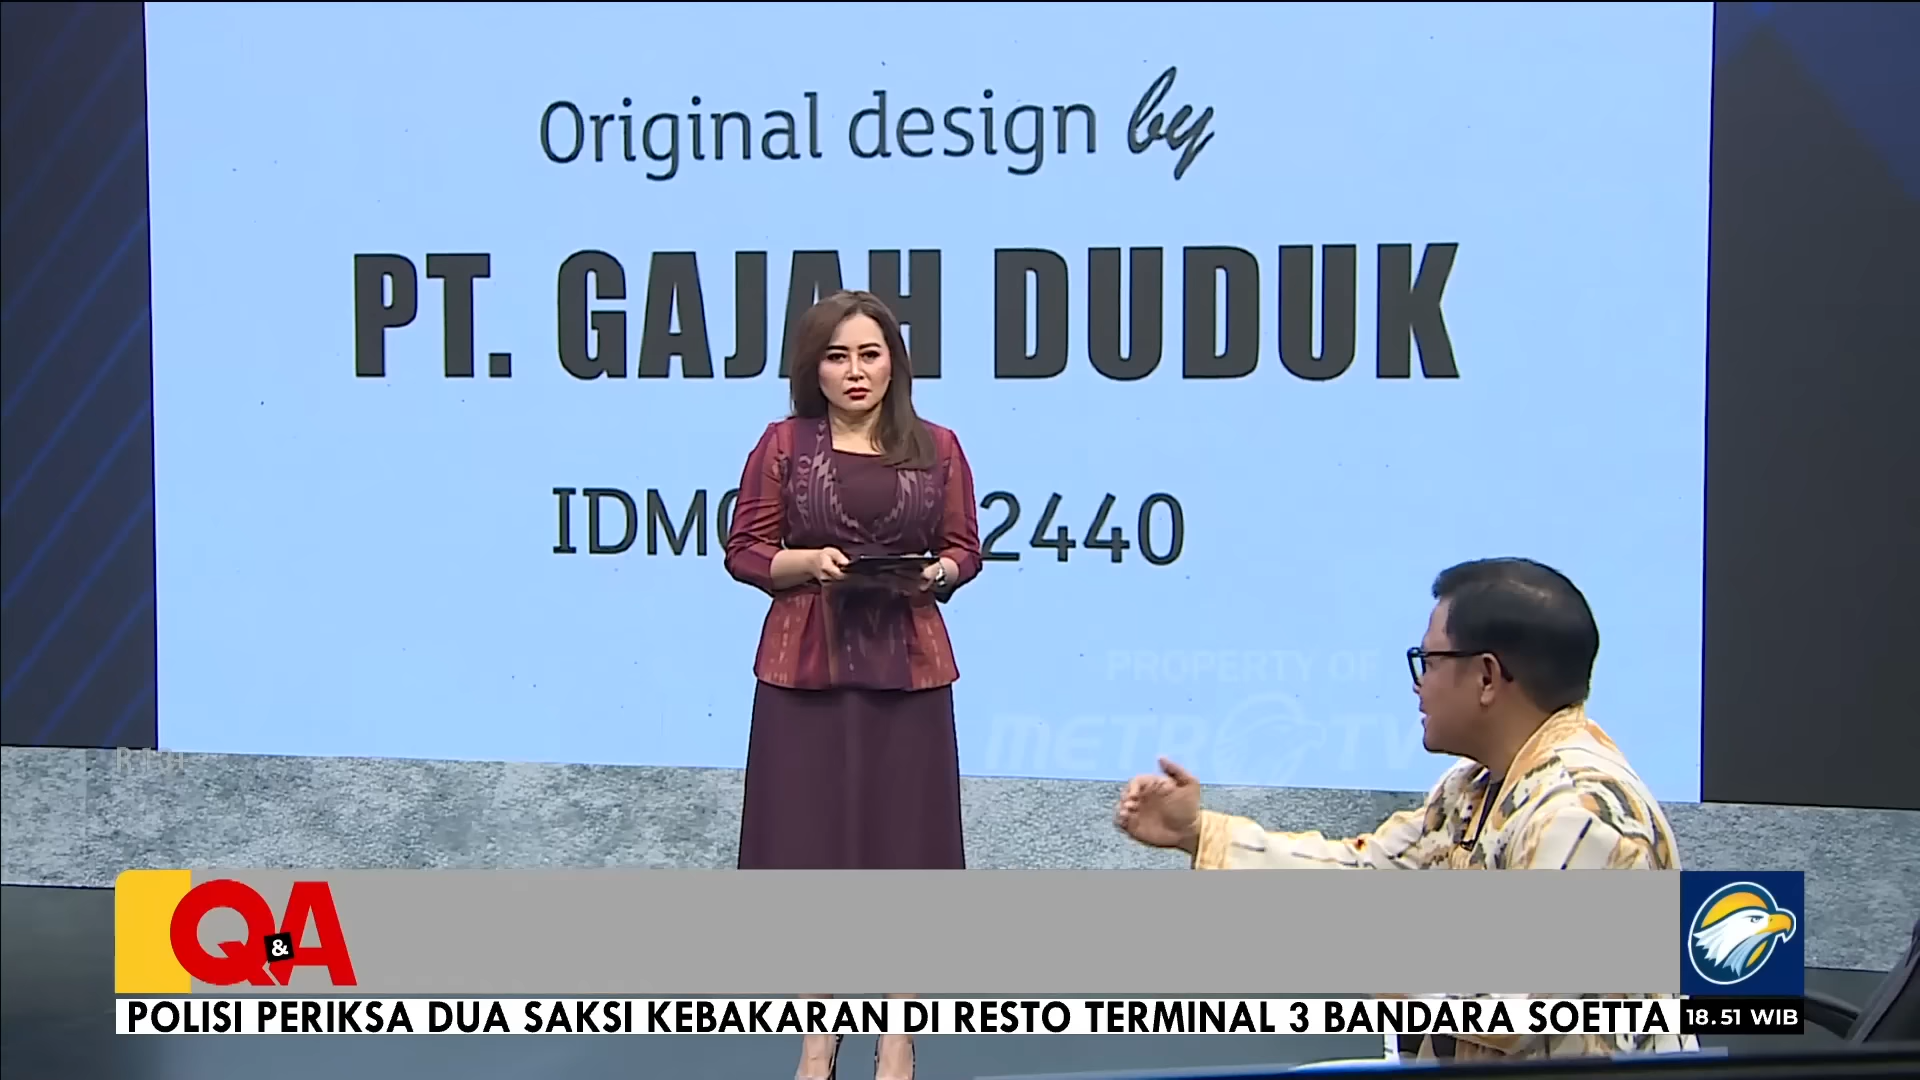 Original design by
PT. GAJAH DUDUK
IDM 2440
PROPERTY OF
METRO TV
Q&A
POLISI PERIKSA DUA SAKSI KEBAKARAN DI RESTO TERMINAL 3 BANDARA SOETTA
18.51 WIB